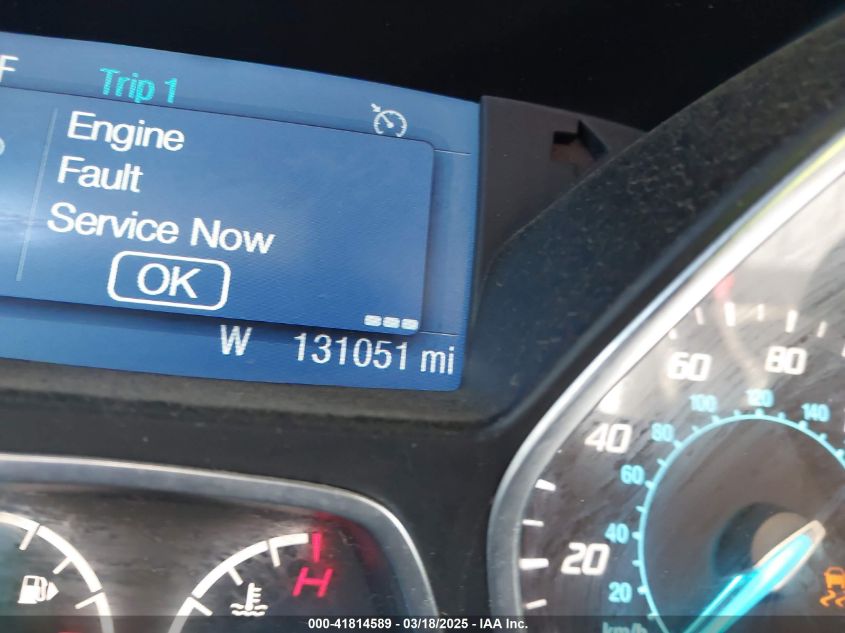 F
Trip 1
Engine
Fault
Service Now
OK
W 131051 mi
60 80
40
20
100 120 140
80
60
40
20
km/h
H
000-41814589 - 03/18/2025 - IAA Inc.